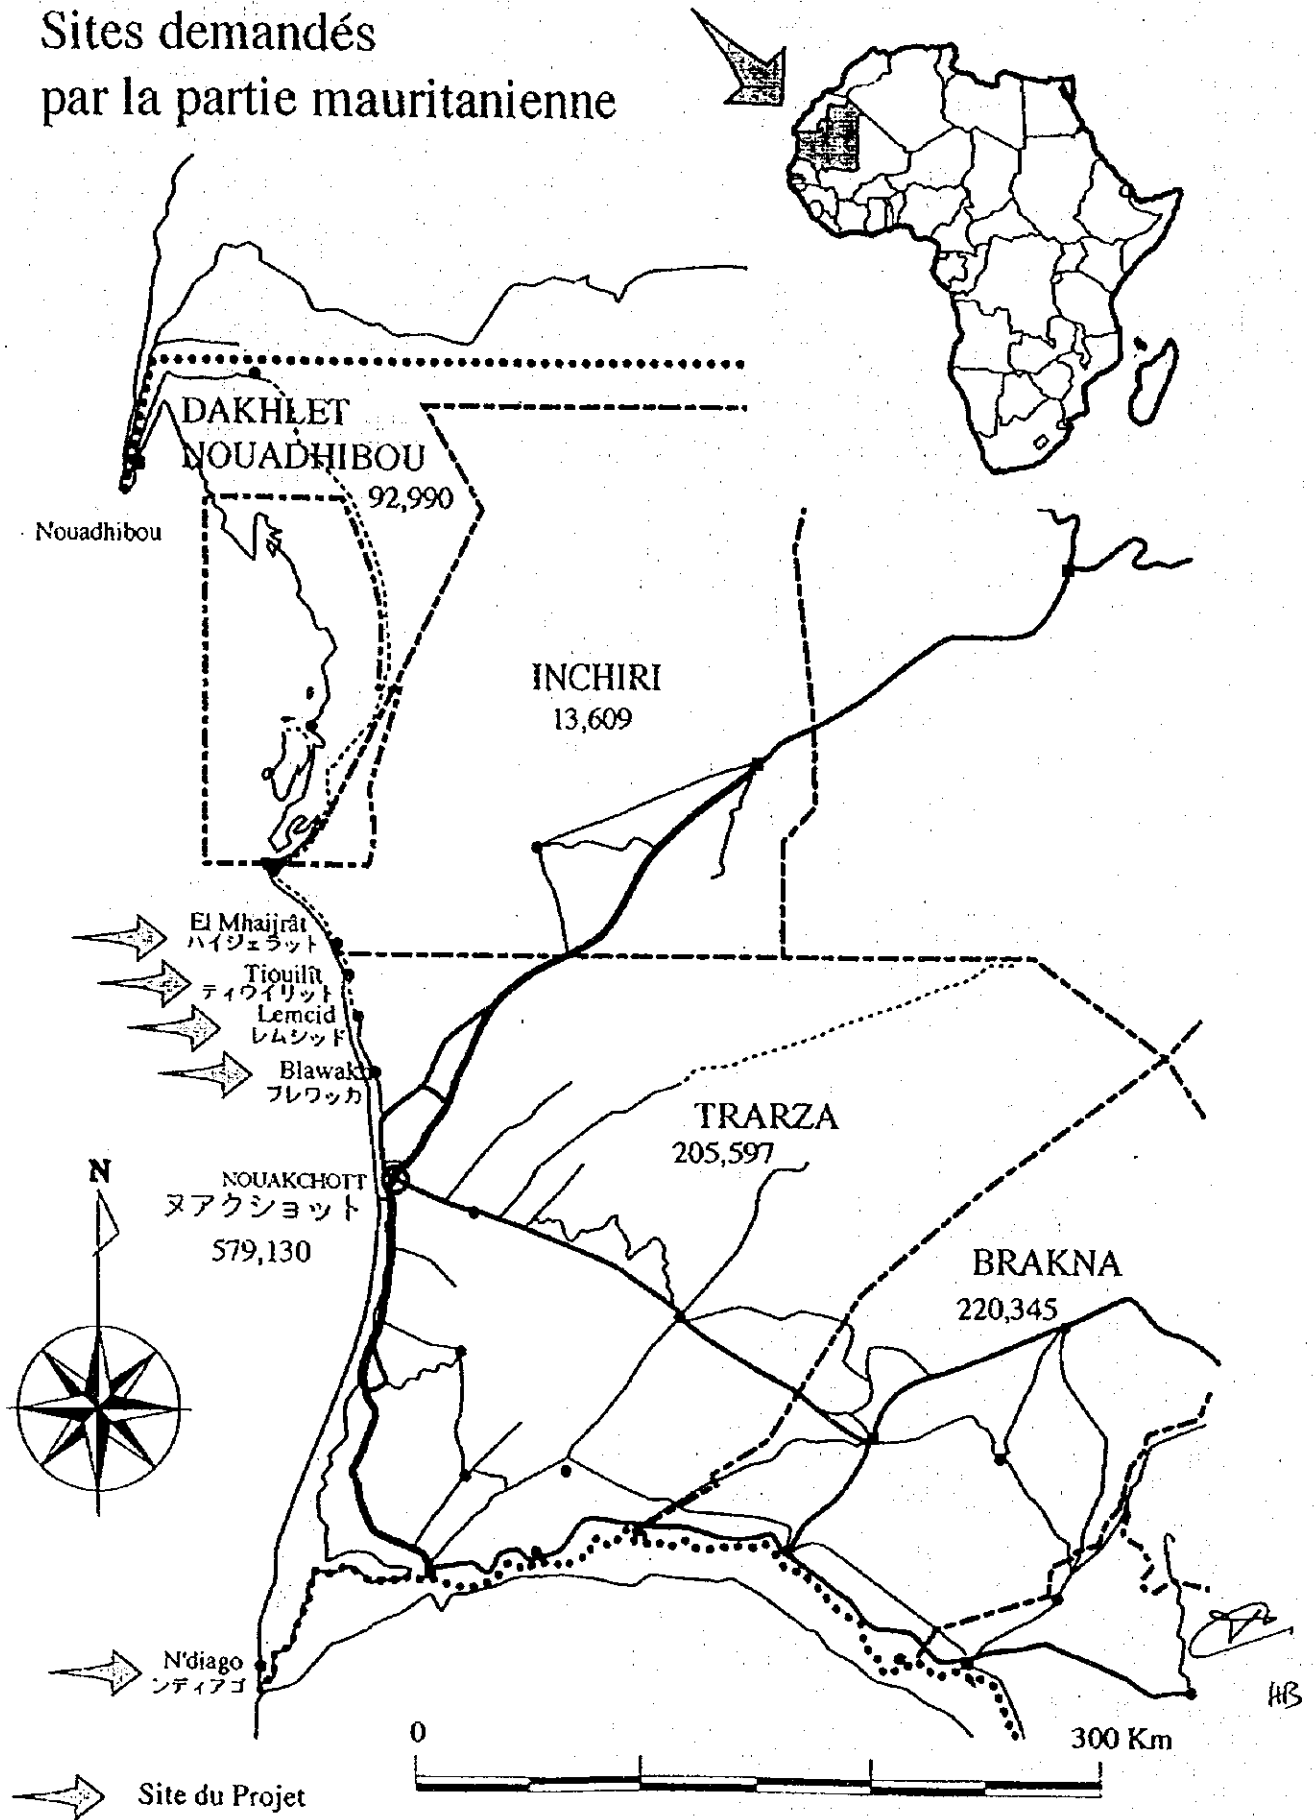 Sites demandés
par la partie mauritanienne
DAKHLET
NOUADHIBOU
92,990
Nouadhibou
INCHIRI
13,609
El Mhaijrât
ハイジェラット
Tiouilît
ティウイリット
Lemcid
レムシッド
Blawakh
ブレワッカ
TRARZA
205,597
N
NOUAKCHOTT
ヌアクショット
579,130
BRAKNA
220,345
N'diago
ンディアゴ
HB
0
300 Km
Site du Projet